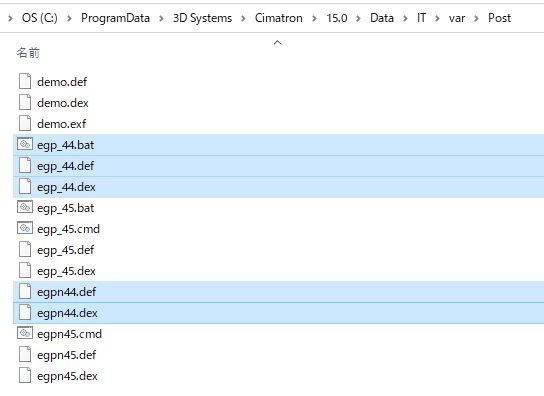 OS (C:) > ProgramData > 3D Systems > Cimatron > 15.0 > Data > IT > var > Post
名前
demo.def
demo.dex
demo.exf
egp_44.bat
egp_44.def
egp_44.dex
egp_45.bat
egp_45.cmd
egp_45.def
egp_45.dex
egpn44.def
egpn44.dex
egpn45.cmd
egpn45.def
egpn45.dex